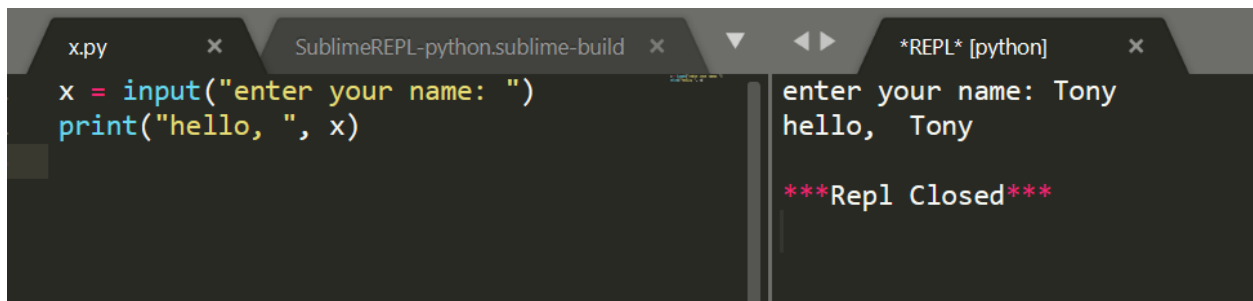 x.py × SublimeREPL-python.sublime-build × *REPL* [python] ×
x = input("enter your name: ")
print("hello, ", x)
enter your name: Tony
hello,  Tony
***Repl Closed***